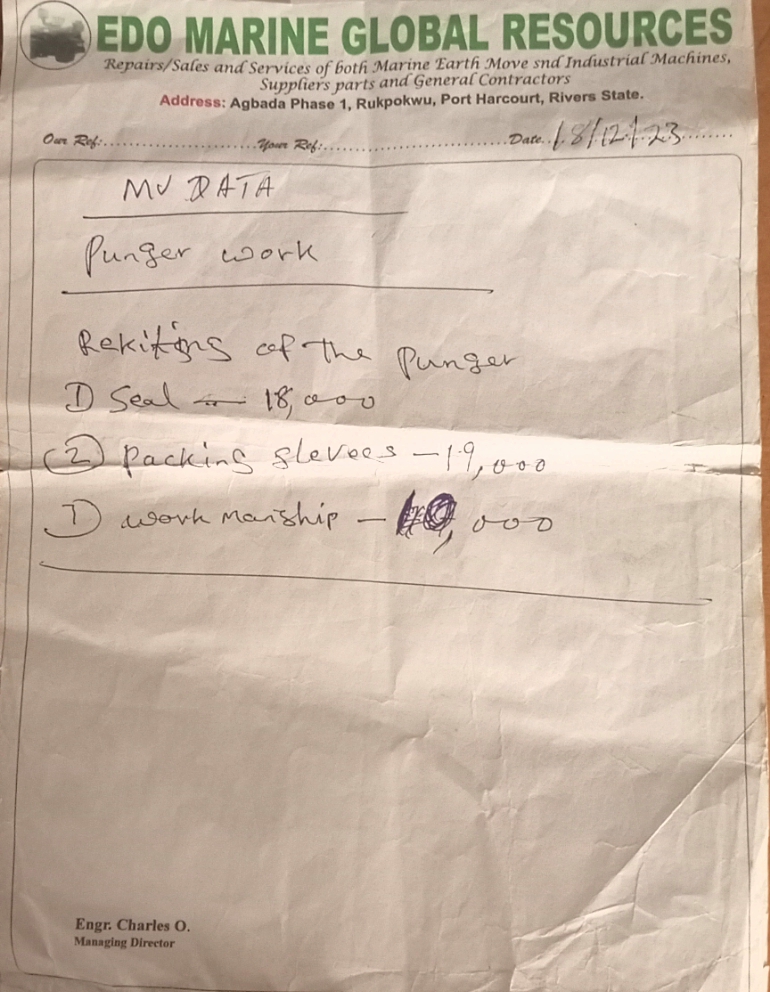 EDO MARINE GLOBAL RESOURCES
Repairs/Sales and Services of both Marine Earth Move snd Industrial Machines,
Suppliers parts and General Contractors
Address: Agbada Phase 1, Rukpokwu, Port Harcourt, Rivers State.
Our Ref:.......................Your Ref:..........................Date..18/12/23.......
MV DATA
Punger work
Rekitins of the Punger
1) Seal — 18,000
(2) Packing slevees — 19,000
1) work manship — ,000
Engr. Charles O.
Managing Director